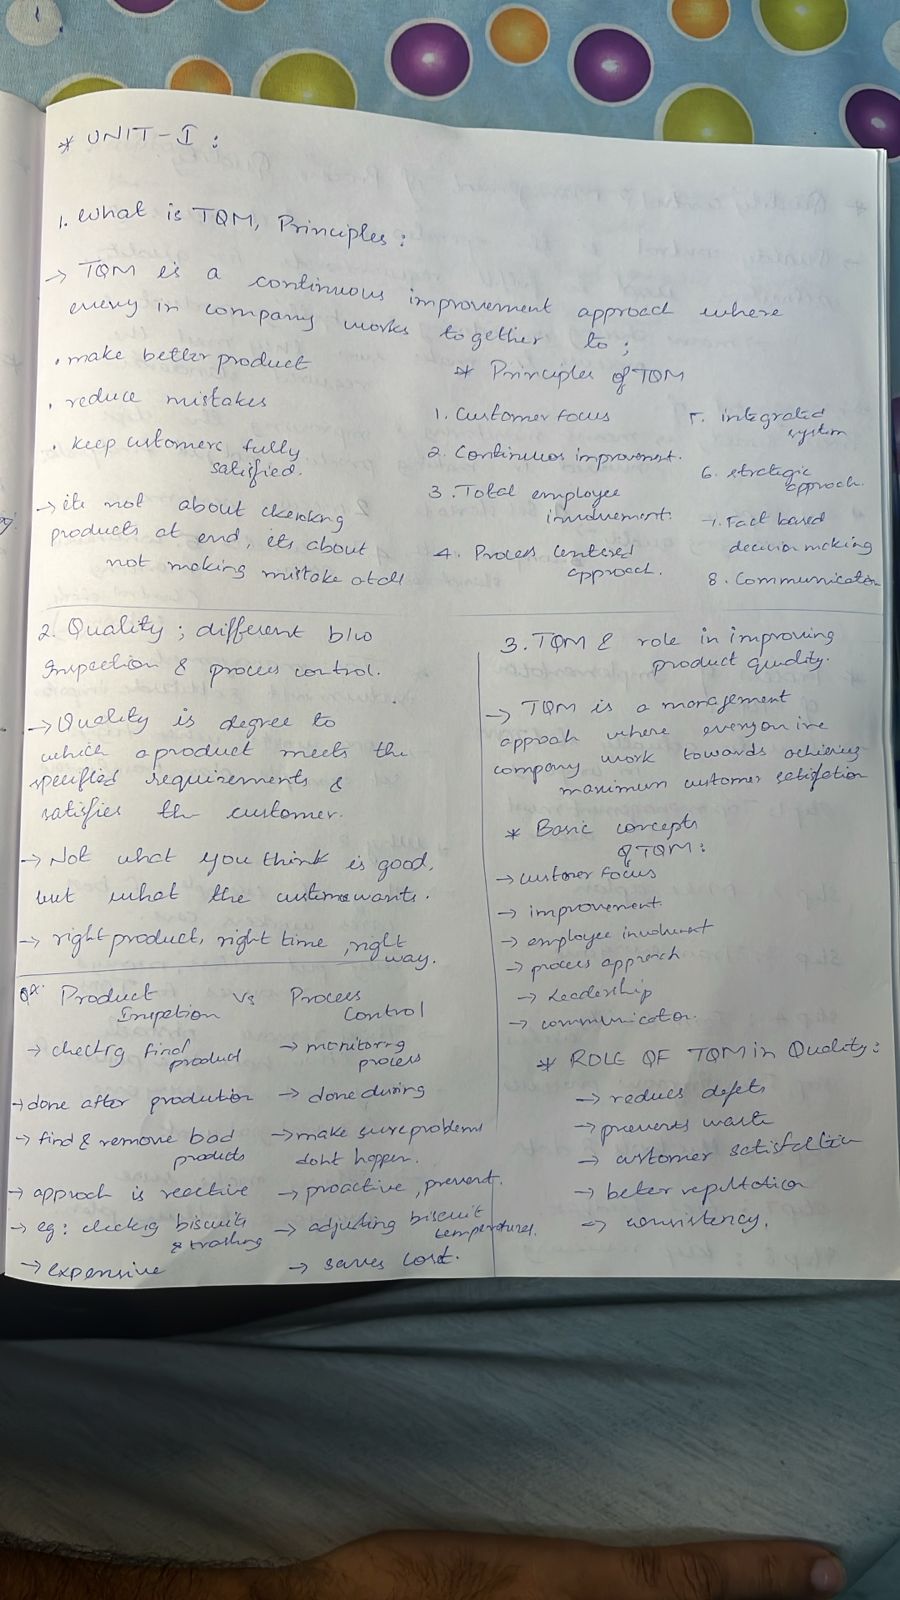 * UNIT-I :
1. What is TQM, Principles :
→ TQM is a continuous improvement approach where
every in company works together to ;
• make better product
• reduce mistakes
• keep customers fully
satisfied.
→ its not about checking
products at end, its about
not making mistake at all
* Principles of TQM
1. Customer focus
2. Continuous improvement.
3. Total employee
involvement.
4. Process centered
approach.
5. integrated
system
6. strategic
approach.
7. Fact based
decision making
8. Communication
2. Quality ; different b/w
Inspection & process control.
→ Quality is degree to
which a product meets the
specified requirements &
satisfies the customer.
→ Not what you think is good,
but what the customer wants.
→ right product, right time, right
way.
Product
Inspetion Vs Process
Control
→ checking final
product
→ monitoring
process
→ done after production
→ done during
→ find & remove bad
products
→ make sure problems
don't happen.
→ approach is reactive
→ proactive, prevent.
→ eg: checking biscuits
& trashing
→ adjusting biscuit
temperatures.
→ expensive
→ saves cost.
3. TQM & role in improving
product quality.
→ TQM is a management
approach where everyone in
company work towards achieving
maximum customer satisfation
* Basic concepts
of TQM :
→ customer focus
→ improvement.
→ employee involvment
→ process approach
→ Leadership
→ communication.
* ROLE OF TQM in Quality :
→ reduces defets
→ prevents waste
→ customer satisfaction
→ better reputation
→ consistency.